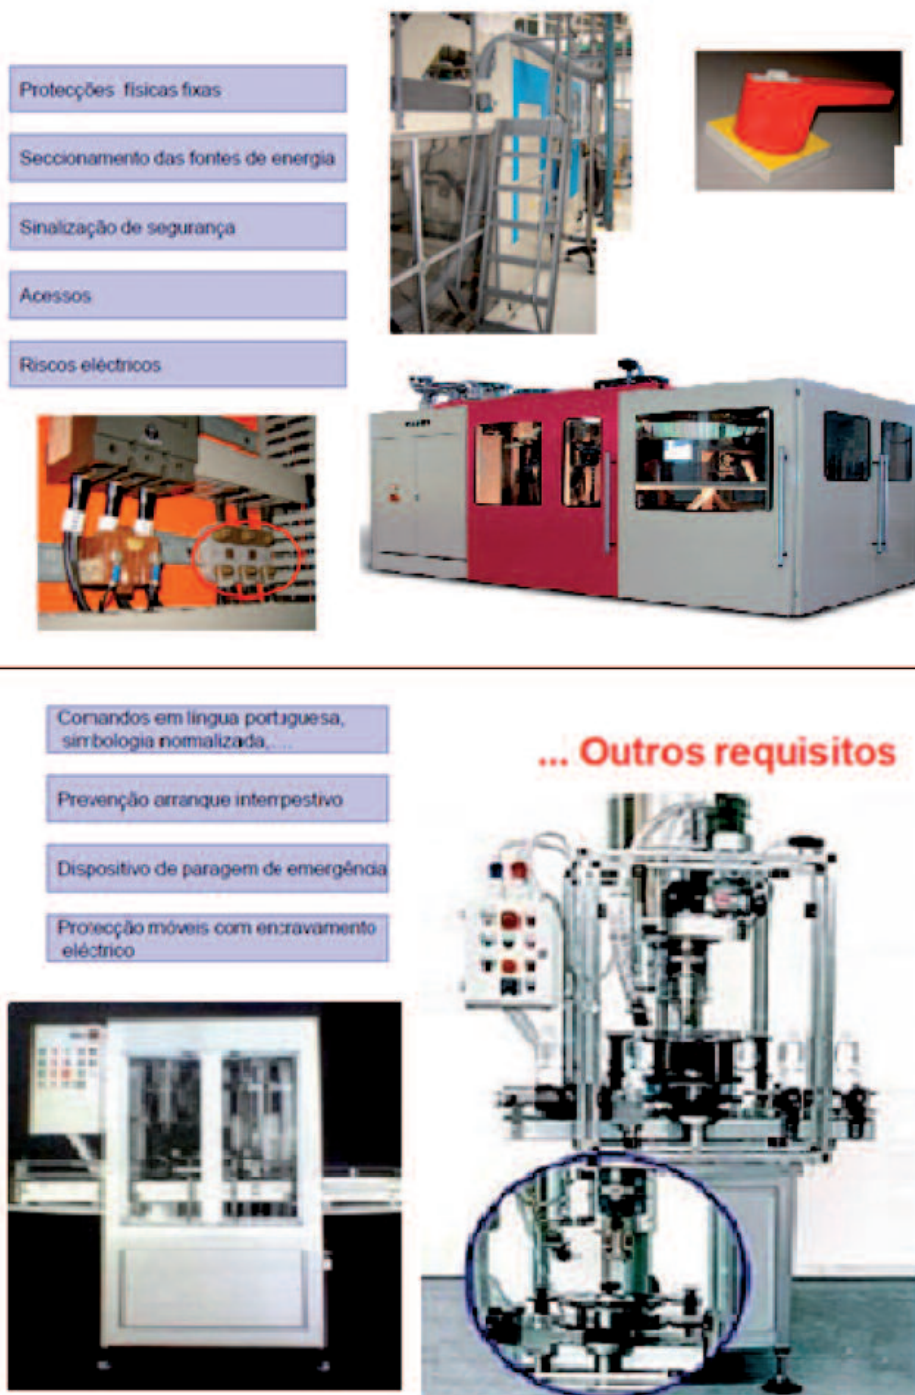 Protecções físicas fixas
Seccionamento das fontes de energia
Sinalização de segurança
Acessos
Riscos eléctricos
Comandos em língua portuguesa,
simbologia normalizada,...
... Outros requisitos
Prevenção arranque intempestivo
Dispositivo de paragem de emergência
Protecção móveis com encravamento
eléctrico